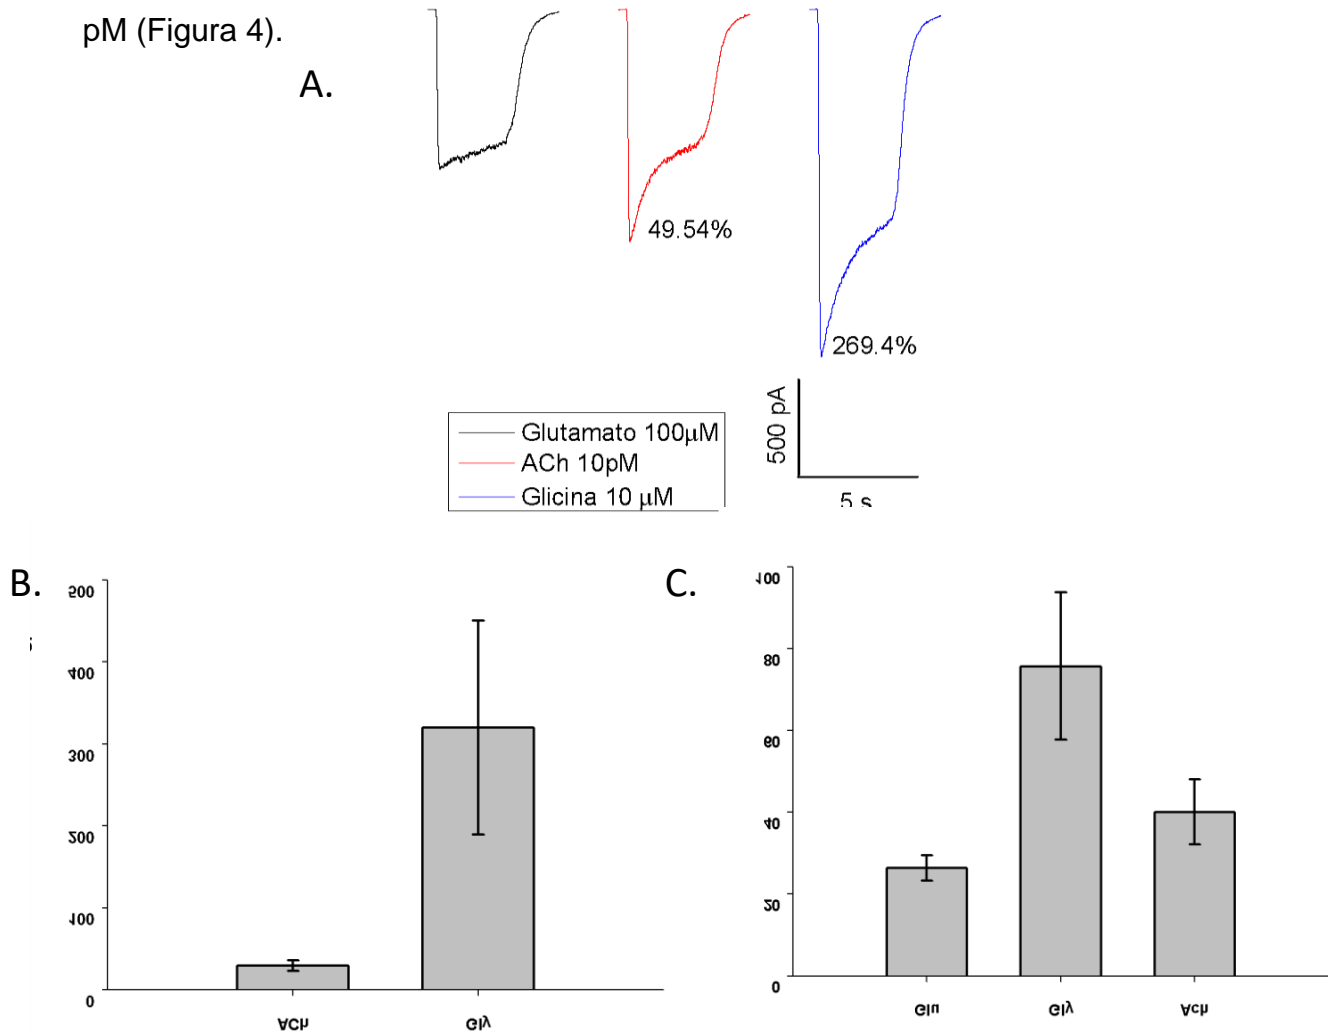 pM (Figura 4).
A.
49.54%
269.4%
500 pA
5 s
Glutamato 100μM
ACh 10pM
Glicina 10 μM
B.
500
400
300
200
100
0
ACh
Gly
C.
100
80
60
40
20
0
Glu
Gly
Ach